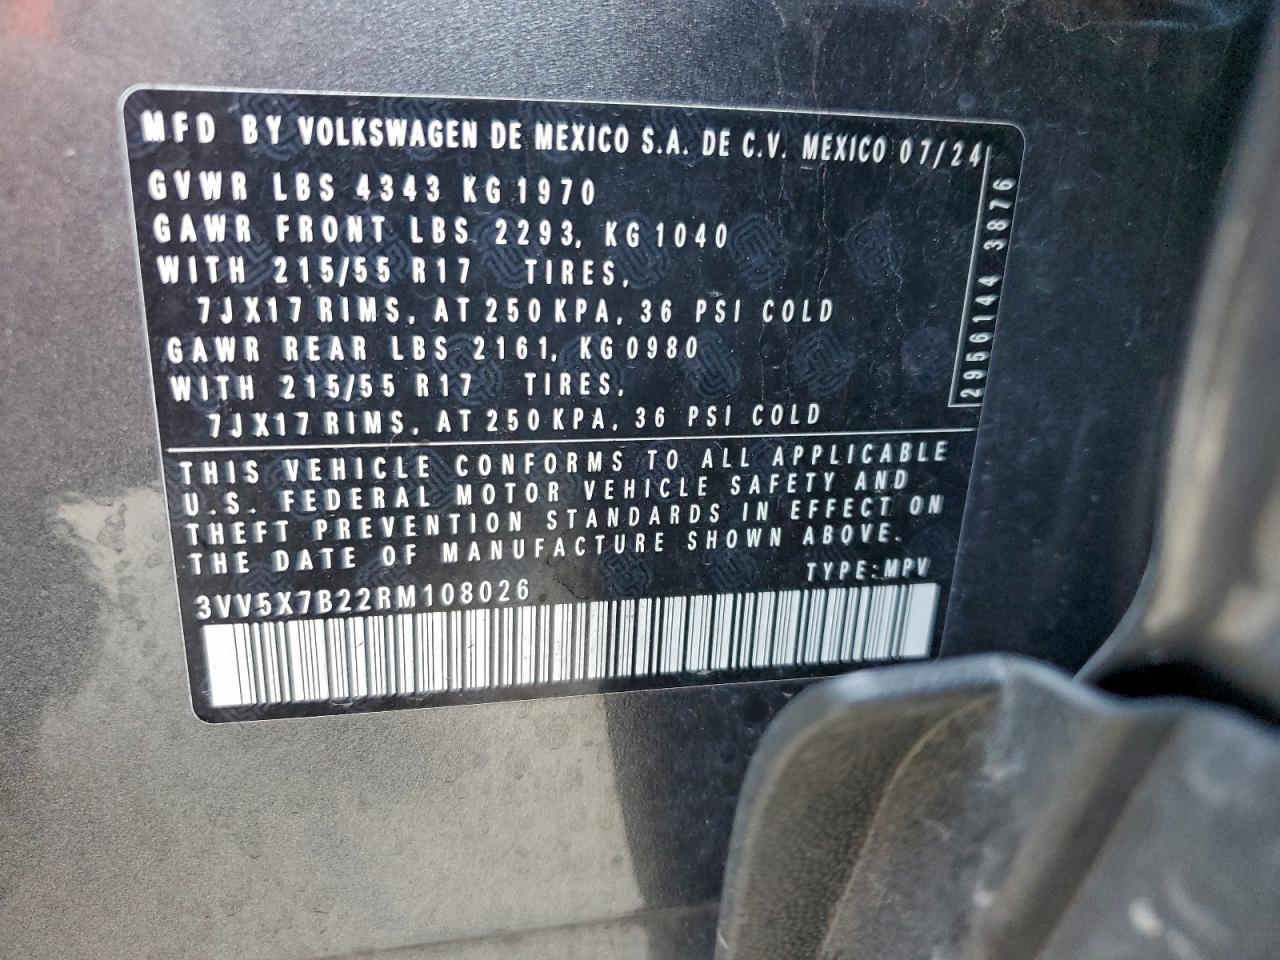 MFD BY VOLKSWAGEN DE MEXICO S.A. DE C.V. MEXICO 07/24
GVWR LBS 4343 KG 1970
GAWR FRONT LBS 2293, KG 1040
WITH 215/55 R17 TIRES,
7JX17 RIMS, AT 250 KPA, 36 PSI COLD
GAWR REAR LBS 2161, KG 0980
WITH 215/55 R17 TIRES,
7JX17 RIMS, AT 250 KPA, 36 PSI COLD
2956144 3876
THIS VEHICLE CONFORMS TO ALL APPLICABLE
U.S. FEDERAL MOTOR VEHICLE SAFETY AND
THEFT PREVENTION STANDARDS IN EFFECT ON
THE DATE OF MANUFACTURE SHOWN ABOVE.
TYPE: MPV
3VV5X7B22RM108026